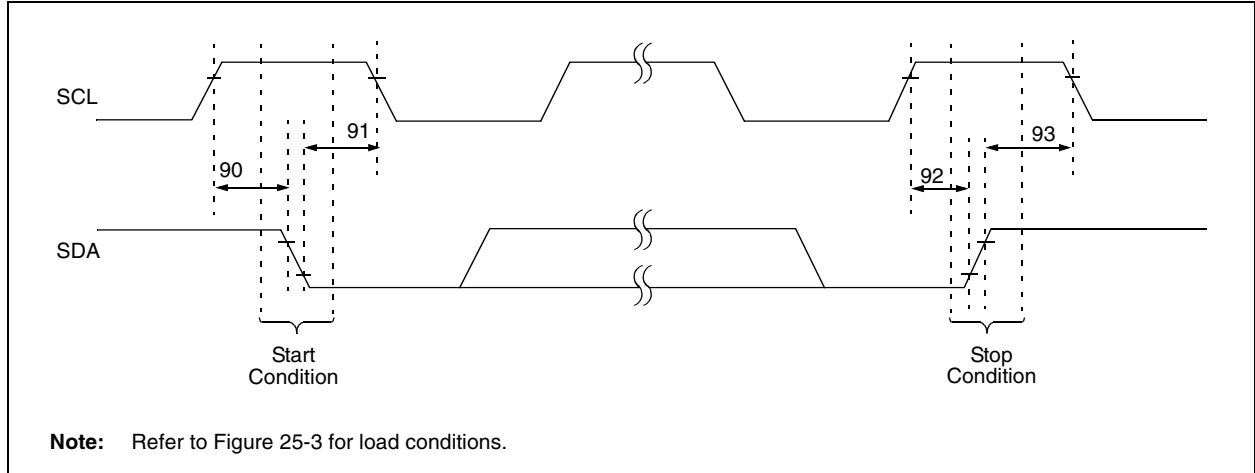 SCL
91
93
90
92
SDA
Start
Condition
Stop
Condition
Note: Refer to Figure 25-3 for load conditions.